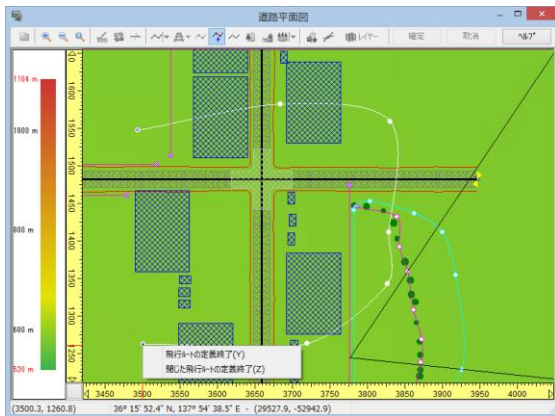 道路平面図
レイヤー 確定 取消 ﾍﾙﾌﾟ
1104 m
1000 m
800 m
600 m
520 m
1600
1550
1500
1450
1400
1350
1300
1250
飛行ﾙｰﾄの定義終了(Y)
閉じた飛行ﾙｰﾄの定義終了(Z)
3450 3500 3550 3600 3650 3700 3750 3800 3850 3900 3950 4000
(3500.3, 1260.8) 36° 15' 52.4" N, 137° 54' 38.5" E - (29527.9, -52942.9)